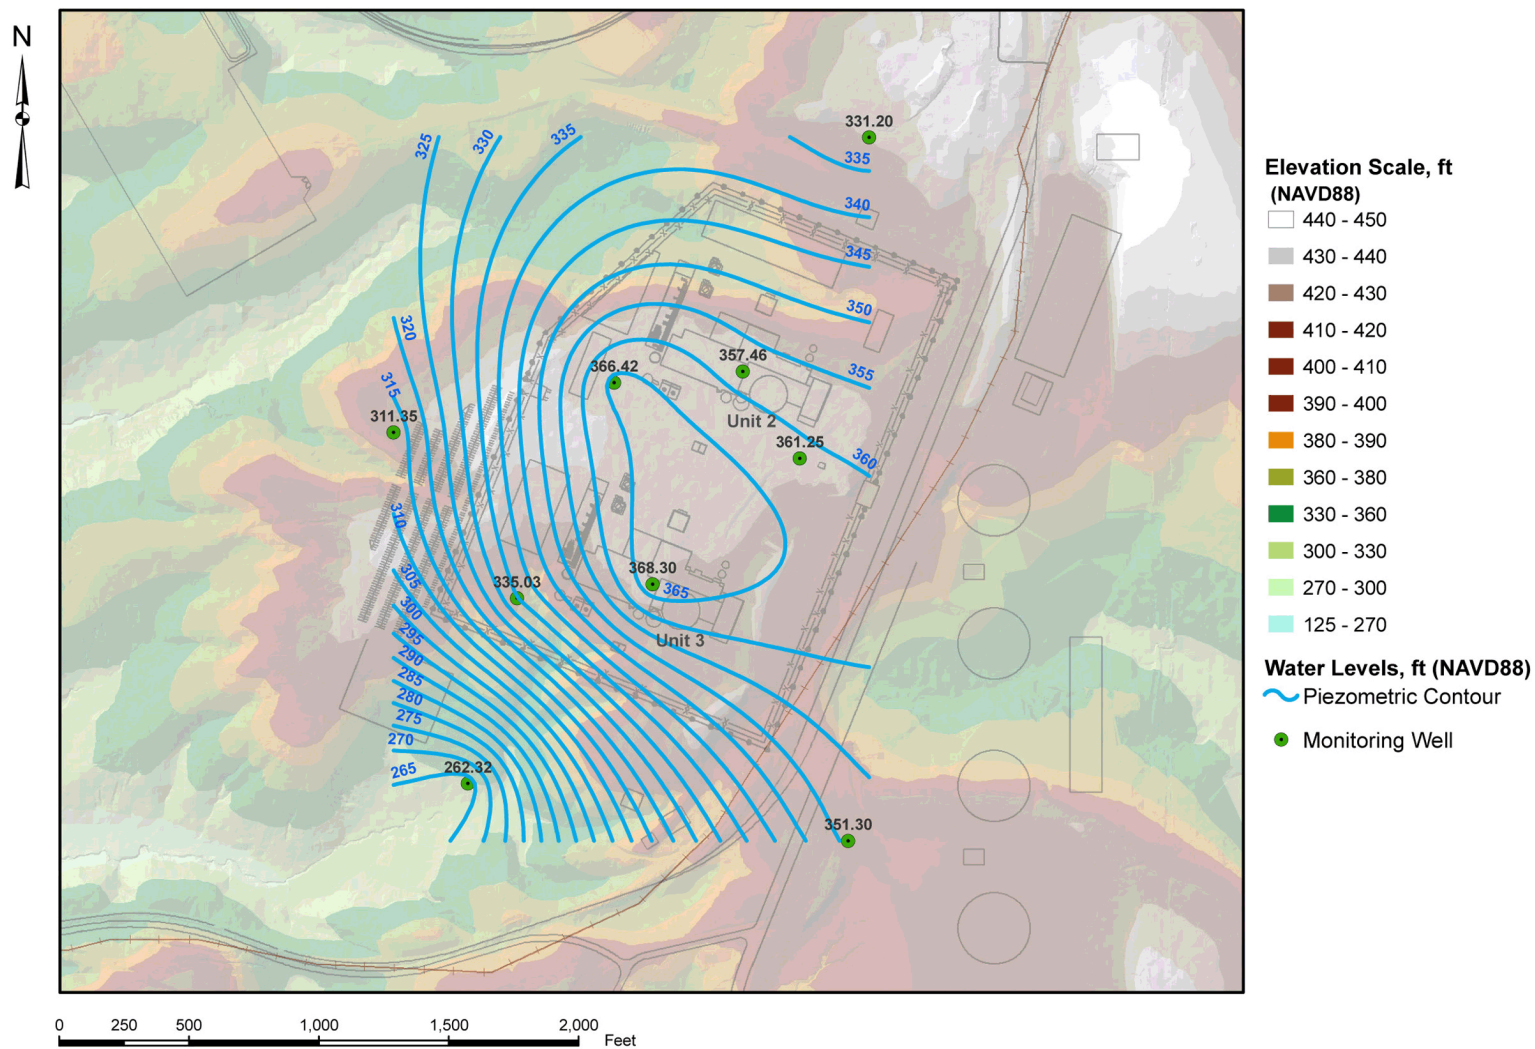 N
325
330
335
331.20
335
340
345
350
355
360
320
315
311.35
366.42
357.46
Unit 2
361.25
310
305
300
295
290
285
280
275
270
265
335.03
368.30
365
Unit 3
262.32
351.30
Elevation Scale, ft
(NAVD88)
440 - 450
430 - 440
420 - 430
410 - 420
400 - 410
390 - 400
380 - 390
360 - 380
330 - 360
300 - 330
270 - 300
125 - 270
Water Levels, ft (NAVD88)
Piezometric Contour
Monitoring Well
0 250 500 1,000 1,500 2,000
Feet